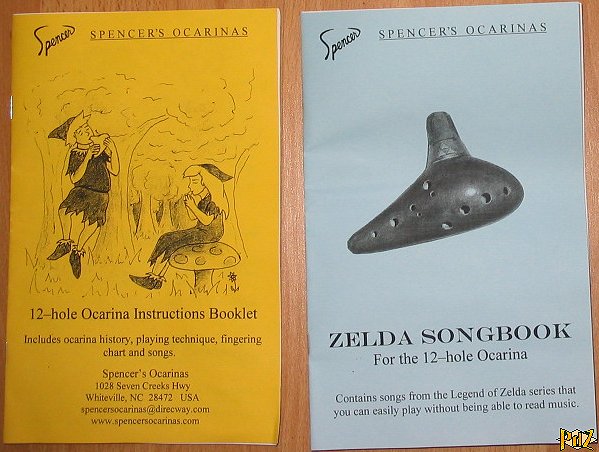 Spencer SPENCER'S OCARINAS
12–hole Ocarina Instructions Booklet
Includes ocarina history, playing technique, fingering
chart and songs.
Spencer's Ocarinas
1028 Seven Creeks Hwy
Whiteville, NC 28472 USA
spencersocarinas@direcway.com
www.spencersocarinas.com
Spencer SPENCER'S OCARINAS
ZELDA SONGBOOK
For the 12–hole Ocarina
Contains songs from the Legend of Zelda series that
you can easily play without being able to read music.